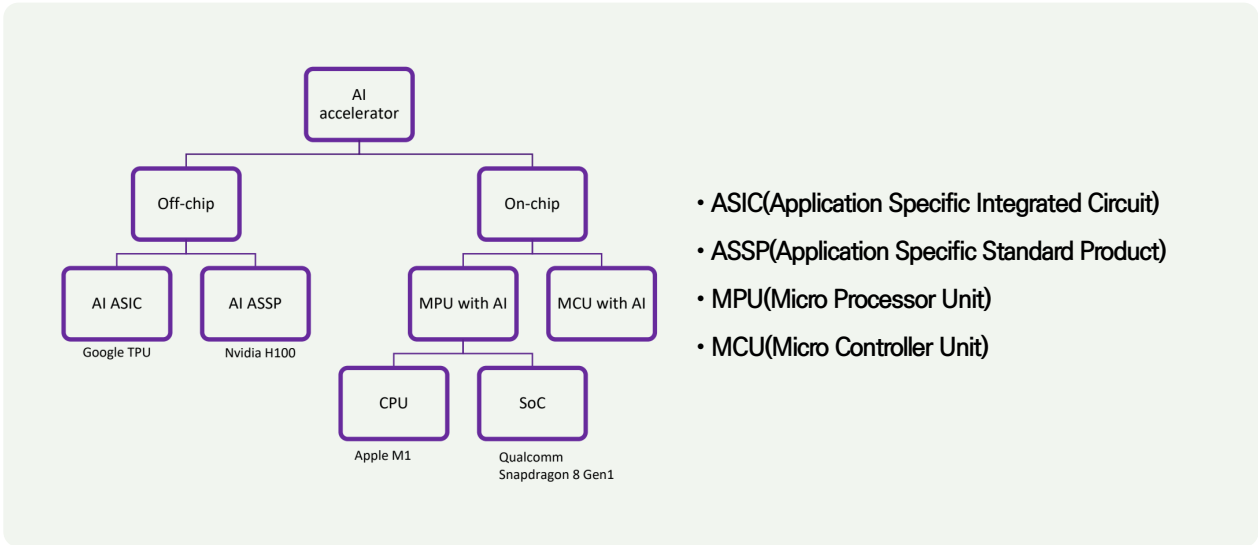 AI
accelerator
Off-chip
On-chip
AI ASIC
AI ASSP
MPU with AI
MCU with AI
Google TPU
Nvidia H100
CPU
SoC
Apple M1
Qualcomm
Snapdragon 8 Gen1
• ASIC(Application Specific Integrated Circuit)
• ASSP(Application Specific Standard Product)
• MPU(Micro Processor Unit)
• MCU(Micro Controller Unit)